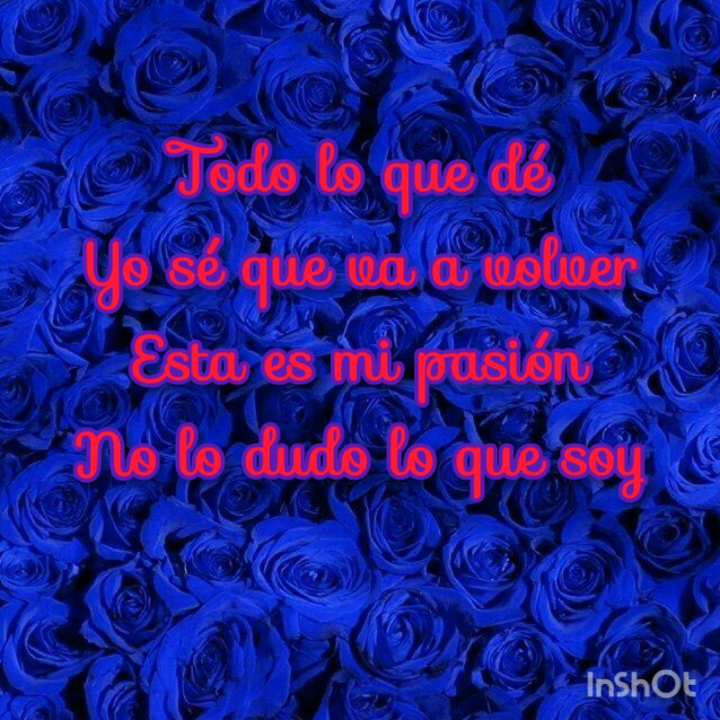 Todo lo que dé
Yo sé que va a volver
Esta es mi pasión
No lo dudo lo que soy
InShOt